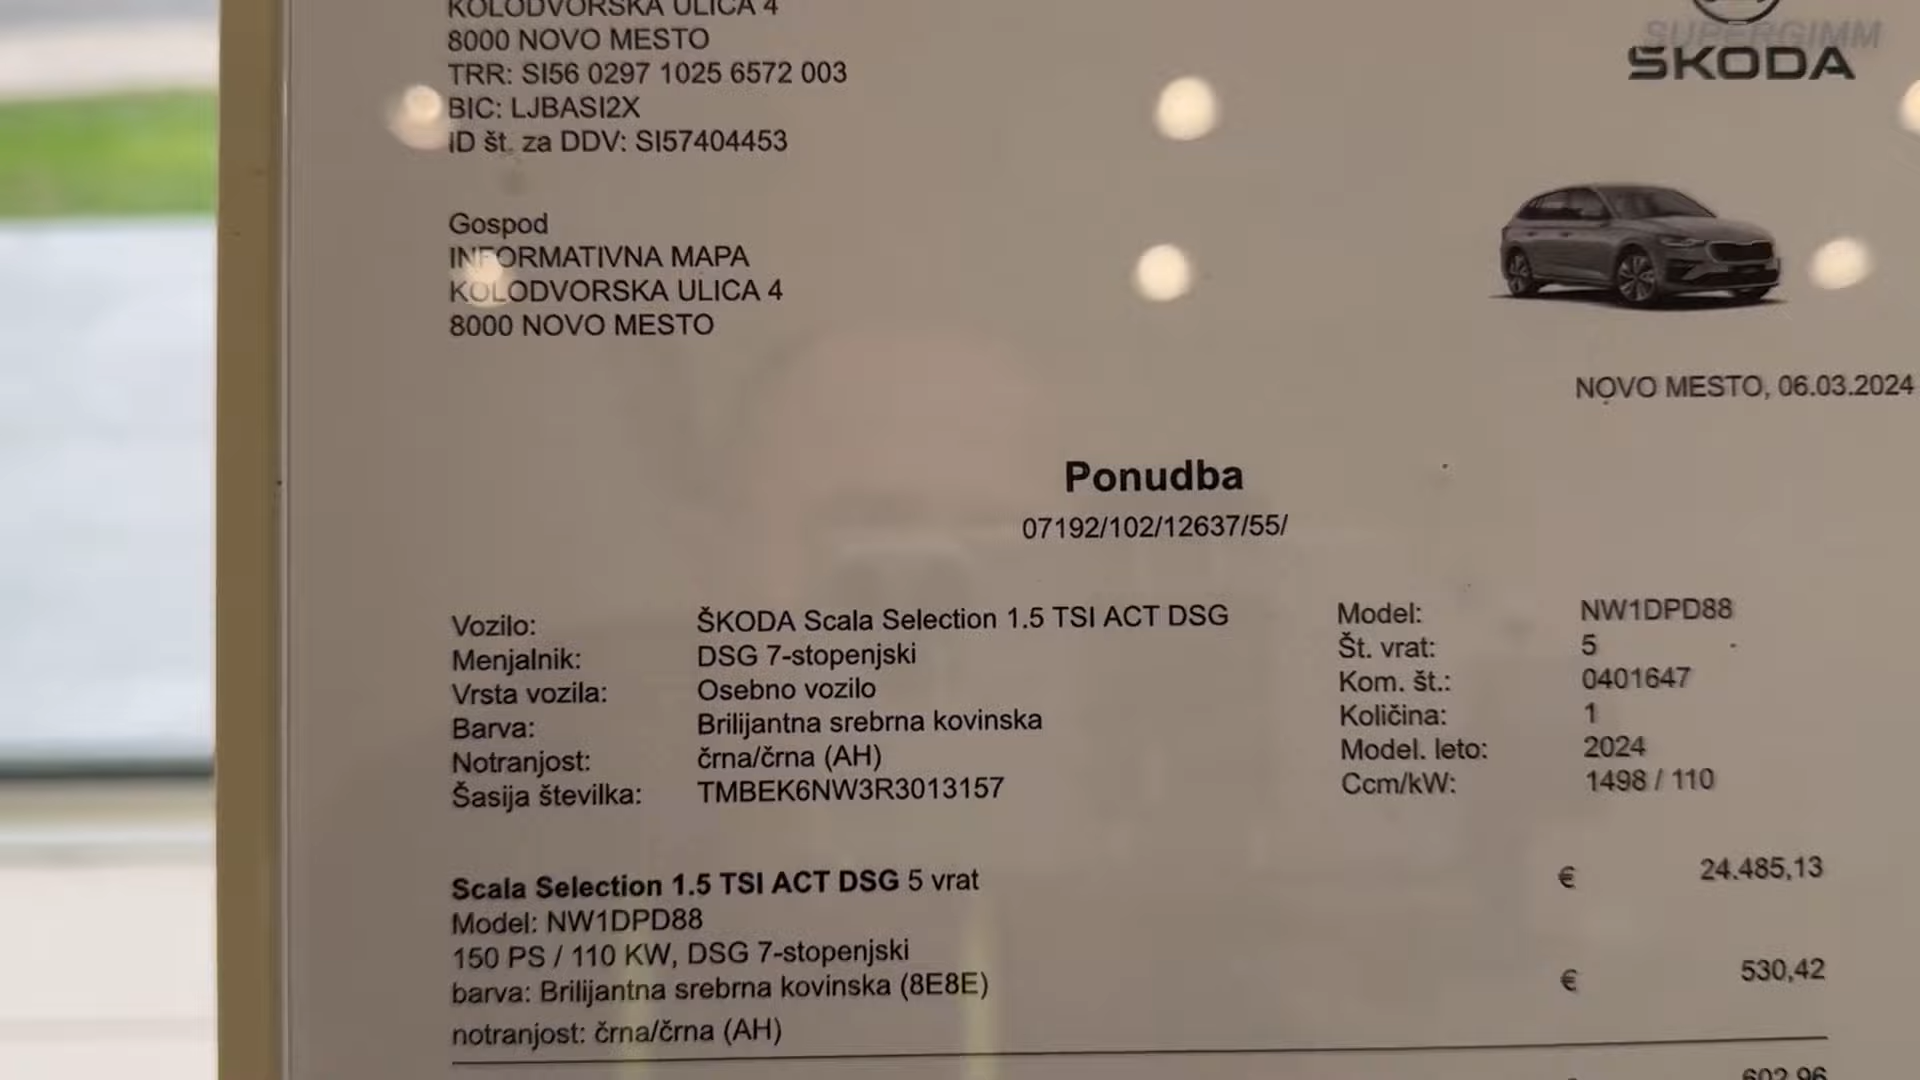 KOLODVORSKA ULICA 4
8000 NOVO MESTO
TRR: SI56 0297 1025 6572 003
BIC: LJBASI2X
ID št. za DDV: SI57404453
SUPERGIMM
ŠKODA
Gospod
INFORMATIVNA MAPA
KOLODVORSKA ULICA 4
8000 NOVO MESTO
NOVO MESTO, 06.03.2024
Ponudba
07192/102/12637/55/
Vozilo: ŠKODA Scala Selection 1.5 TSI ACT DSG
Menjalnik: DSG 7-stopenjski
Vrsta vozila: Osebno vozilo
Barva: Brilijantna srebrna kovinska
Notranjost: črna/črna (AH)
Šasija številka: TMBEK6NW3R3013157
Model: NW1DPD88
Št. vrat: 5
Kom. št.: 0401647
Količina: 1
Model. leto: 2024
Ccm/kW: 1498 / 110
Scala Selection 1.5 TSI ACT DSG 5 vrat € 24.485,13
Model: NW1DPD88
150 PS / 110 KW, DSG 7-stopenjski
barva: Brilijantna srebrna kovinska (8E8E) € 530,42
notranjost: črna/črna (AH)
602,96